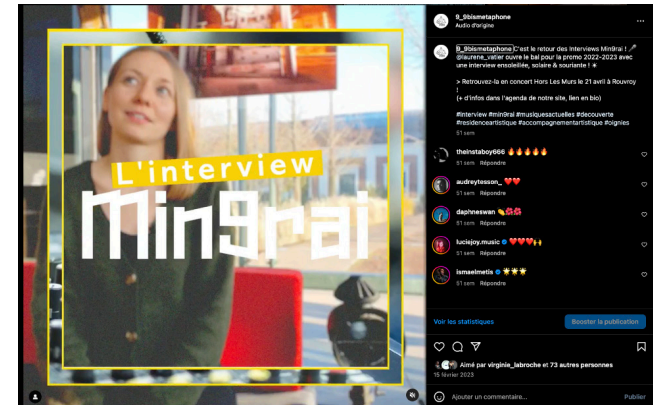 L'interview
Min9rai
9_9bismetaphone
Audio d'origine
9_9bismetaphone C'est le retour des Interviews Min9rai ! 🎤
@laurene_vatier ouvre le bal pour la promo 2022-2023 avec
une interview ensoleillée, solaire & souriante ! ☀
> Retrouvez-la en concert Hors Les Murs le 21 avril à Rouvroy
!
(+ d'infos dans l'agenda de notre site, lien en bio)
#interview #min9rai #musiquesactuelles #decouverte
#residenceartistique #accompagnementartistique #oignies
51 sem
theinstaboy666 🔥🔥🔥🔥🔥
51 sem Répondre
audreytesson_ ❤️❤️
51 sem Répondre
daphneswan 👏🌺🌺
51 sem Répondre
luciejoy.music ❤️❤️❤️🙌
51 sem Répondre
ismaelmetis 🌟🌟🌟
51 sem Répondre
Voir les statistiques
Booster la publication
Aimé par virginie_labroche et 73 autres personnes
15 février 2023
Ajouter un commentaire...
Publier